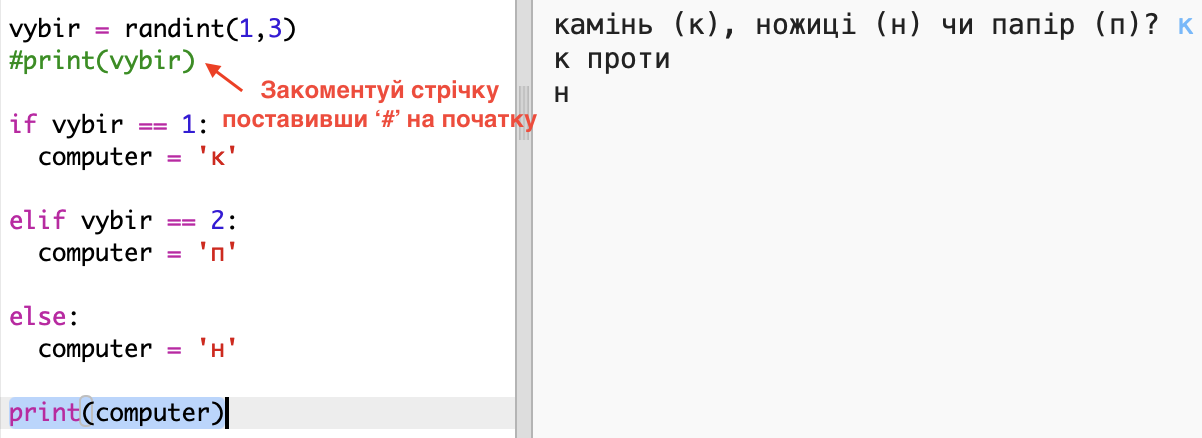 vybir = randint(1,3)
#print(vybir)
Закоментуй стрічку
поставивши ‘#’ на початку
if vybir == 1:
computer = 'к'
elif vybir == 2:
computer = 'п'
else:
computer = 'н'
print(computer)
камінь (к), ножиці (н) чи папір (п)? к
к проти
н